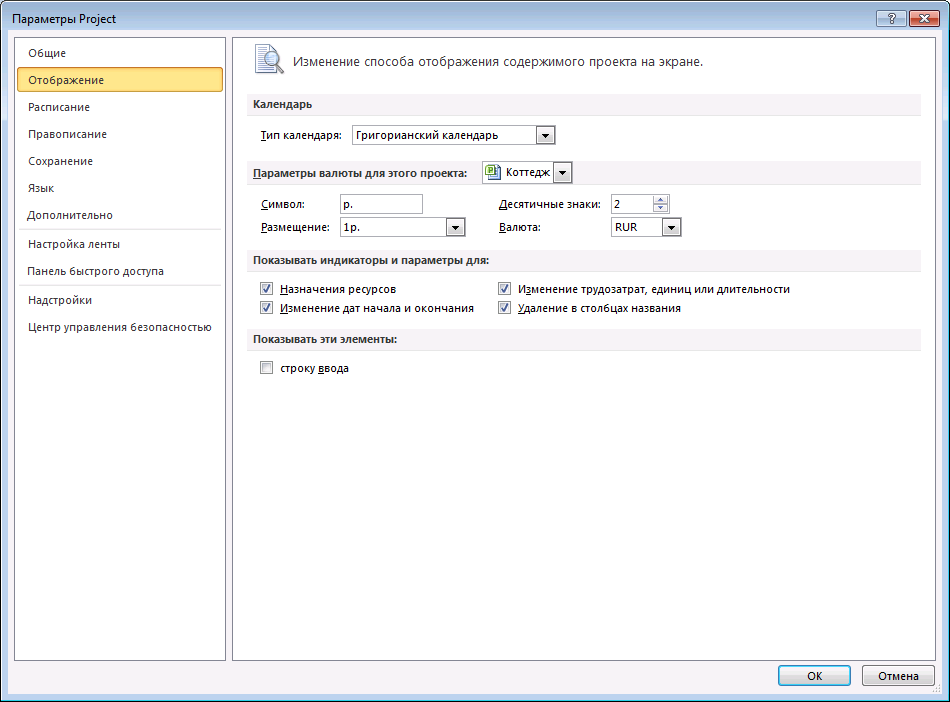 Параметры Project
Общие
Отображение
Расписание
Правописание
Сохранение
Язык
Дополнительно
Настройка ленты
Панель быстрого доступа
Надстройки
Центр управления безопасностью
Изменение способа отображения содержимого проекта на экране.
Календарь
Тип календаря: Григорианский календарь
Параметры валюты для этого проекта: Коттедж
Символ: р. Десятичные знаки: 2
Размещение: 1р. Валюта: RUR
Показывать индикаторы и параметры для:
Назначения ресурсов Изменение трудозатрат, единиц или длительности
Изменение дат начала и окончания Удаление в столбцах названия
Показывать эти элементы:
строку ввода
ОК Отмена